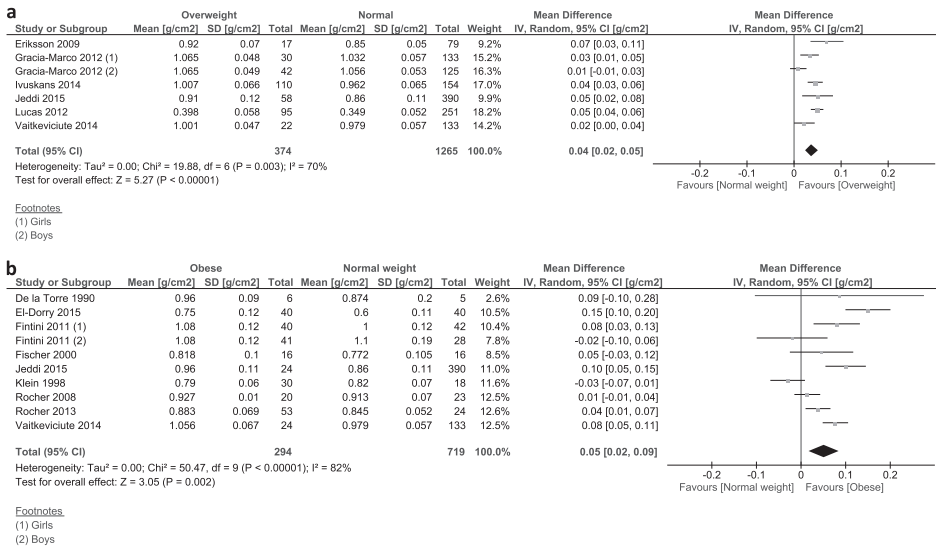 a
Overweight Normal Mean Difference Mean Difference
Study or Subgroup Mean [g/cm2] SD [g/cm2] Total Mean [g/cm2] SD [g/cm2] Total Weight IV, Random, 95% CI [g/cm2] IV, Random, 95% CI [g/cm2]
Eriksson 2009 0.92 0.07 17 0.85 0.05 79 9.2% 0.07 [0.03, 0.11]
Gracia-Marco 2012 (1) 1.065 0.048 30 1.032 0.057 133 15.2% 0.03 [0.01, 0.05]
Gracia-Marco 2012 (2) 1.065 0.049 42 1.056 0.053 125 15.6% 0.01 [-0.01, 0.03]
Ivuskans 2014 1.007 0.066 110 0.962 0.065 154 17.6% 0.04 [0.03, 0.06]
Jeddi 2015 0.91 0.12 58 0.86 0.11 390 9.9% 0.05 [0.02, 0.08]
Lucas 2012 0.398 0.058 95 0.349 0.052 251 18.2% 0.05 [0.04, 0.06]
Vaitkeviciute 2014 1.001 0.047 22 0.979 0.057 133 14.2% 0.02 [0.00, 0.04]
Total (95% CI) 374 1265 100.0% 0.04 [0.02, 0.05]
Heterogeneity: Tau² = 0.00; Chi² = 19.88, df = 6 (P = 0.003); I² = 70%
Test for overall effect: Z = 5.27 (P < 0.00001)
-0.2 -0.1 0 0.1 0.2
Favours [Normal weight] Favours [Overweight]
Footnotes
(1) Girls
(2) Boys
b
Obese Normal weight Mean Difference Mean Difference
Study or Subgroup Mean [g/cm2] SD [g/cm2] Total Mean [g/cm2] SD [g/cm2] Total Weight IV, Random, 95% CI [g/cm2] IV, Random, 95% CI [g/cm2]
De la Torre 1990 0.96 0.09 6 0.874 0.2 5 2.6% 0.09 [-0.10, 0.28]
El-Dorry 2015 0.75 0.12 40 0.6 0.11 40 10.5% 0.15 [0.10, 0.20]
Fintini 2011 (1) 1.08 0.12 40 1 0.12 42 10.4% 0.08 [0.03, 0.13]
Fintini 2011 (2) 1.08 0.12 41 1.1 0.19 28 7.8% -0.02 [-0.10, 0.06]
Fischer 2000 0.818 0.1 16 0.772 0.105 16 8.5% 0.05 [-0.03, 0.12]
Jeddi 2015 0.96 0.11 24 0.86 0.11 390 11.0% 0.10 [0.05, 0.15]
Klein 1998 0.79 0.06 30 0.82 0.07 18 11.6% -0.03 [-0.07, 0.01]
Rocher 2008 0.927 0.01 20 0.913 0.07 23 12.5% 0.01 [-0.01, 0.04]
Rocher 2013 0.883 0.069 53 0.845 0.052 24 12.6% 0.04 [0.01, 0.07]
Vaitkeviciute 2014 1.056 0.067 24 0.979 0.057 133 12.5% 0.08 [0.05, 0.11]
Total (95% CI) 294 719 100.0% 0.05 [0.02, 0.09]
Heterogeneity: Tau² = 0.00; Chi² = 50.47, df = 9 (P < 0.00001); I² = 82%
Test for overall effect: Z = 3.05 (P = 0.002)
-0.2 -0.1 0 0.1 0.2
Favours [Normal weight] Favours [Obese]
Footnotes
(1) Girls
(2) Boys